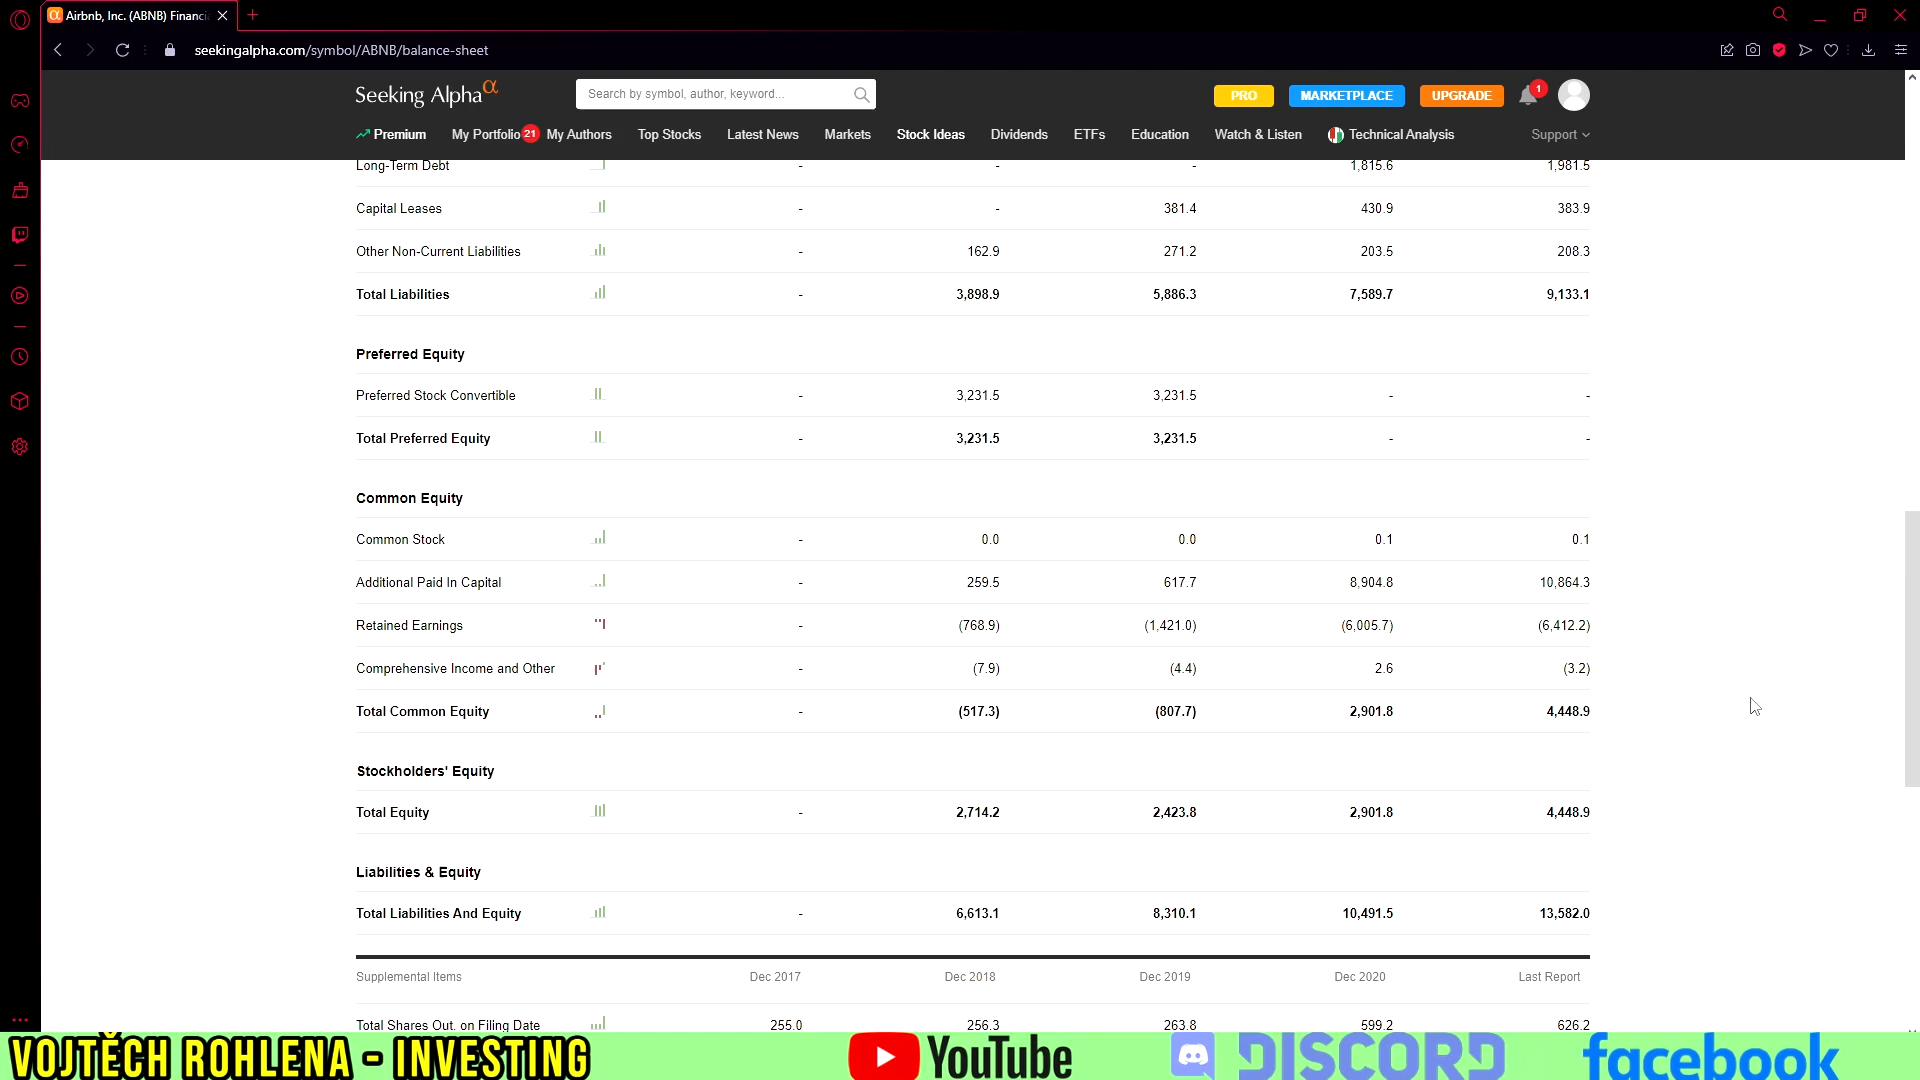 Airbnb, Inc. (ABNB) Financi
seekingalpha.com/symbol/ABNB/balance-sheet
Seeking Alpha α
Search by symbol, author, keyword...
PRO MARKETPLACE UPGRADE 1
Premium My Portfolio 21 My Authors Top Stocks Latest News Markets Stock Ideas Dividends ETFs Education Watch & Listen Technical Analysis Support
Long-Term Debt - - - 1,815.6 1,981.5
Capital Leases - - 381.4 430.9 383.9
Other Non-Current Liabilities - 162.9 271.2 203.5 208.3
Total Liabilities - 3,898.9 5,886.3 7,589.7 9,133.1
Preferred Equity
Preferred Stock Convertible - 3,231.5 3,231.5 - -
Total Preferred Equity - 3,231.5 3,231.5 - -
Common Equity
Common Stock - 0.0 0.0 0.1 0.1
Additional Paid In Capital - 259.5 617.7 8,904.8 10,864.3
Retained Earnings - (768.9) (1,421.0) (6,005.7) (6,412.2)
Comprehensive Income and Other - (7.9) (4.4) 2.6 (3.2)
Total Common Equity - (517.3) (807.7) 2,901.8 4,448.9
Stockholders' Equity
Total Equity - 2,714.2 2,423.8 2,901.8 4,448.9
Liabilities & Equity
Total Liabilities And Equity - 6,613.1 8,310.1 10,491.5 13,582.0
Supplemental Items Dec 2017 Dec 2018 Dec 2019 Dec 2020 Last Report
Total Shares Out. on Filing Date 255.0 256.3 263.8 599.2 626.2
VOJTĚCH ROHLENA - INVESTING YouTube DISCORD facebook